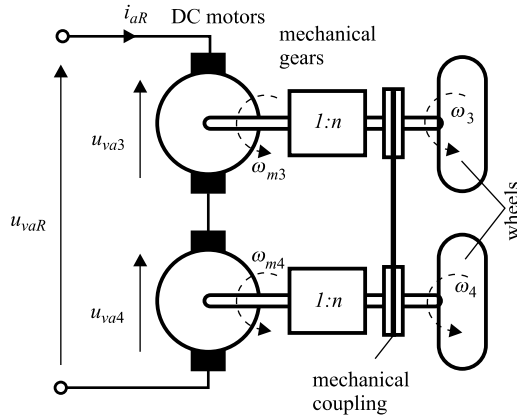 i_aR
DC motors
mechanical
gears
u_va3
1:n
ω_3
ω_m3
u_vaR
wheels
ω_m4
u_va4
1:n
ω_4
mechanical
coupling